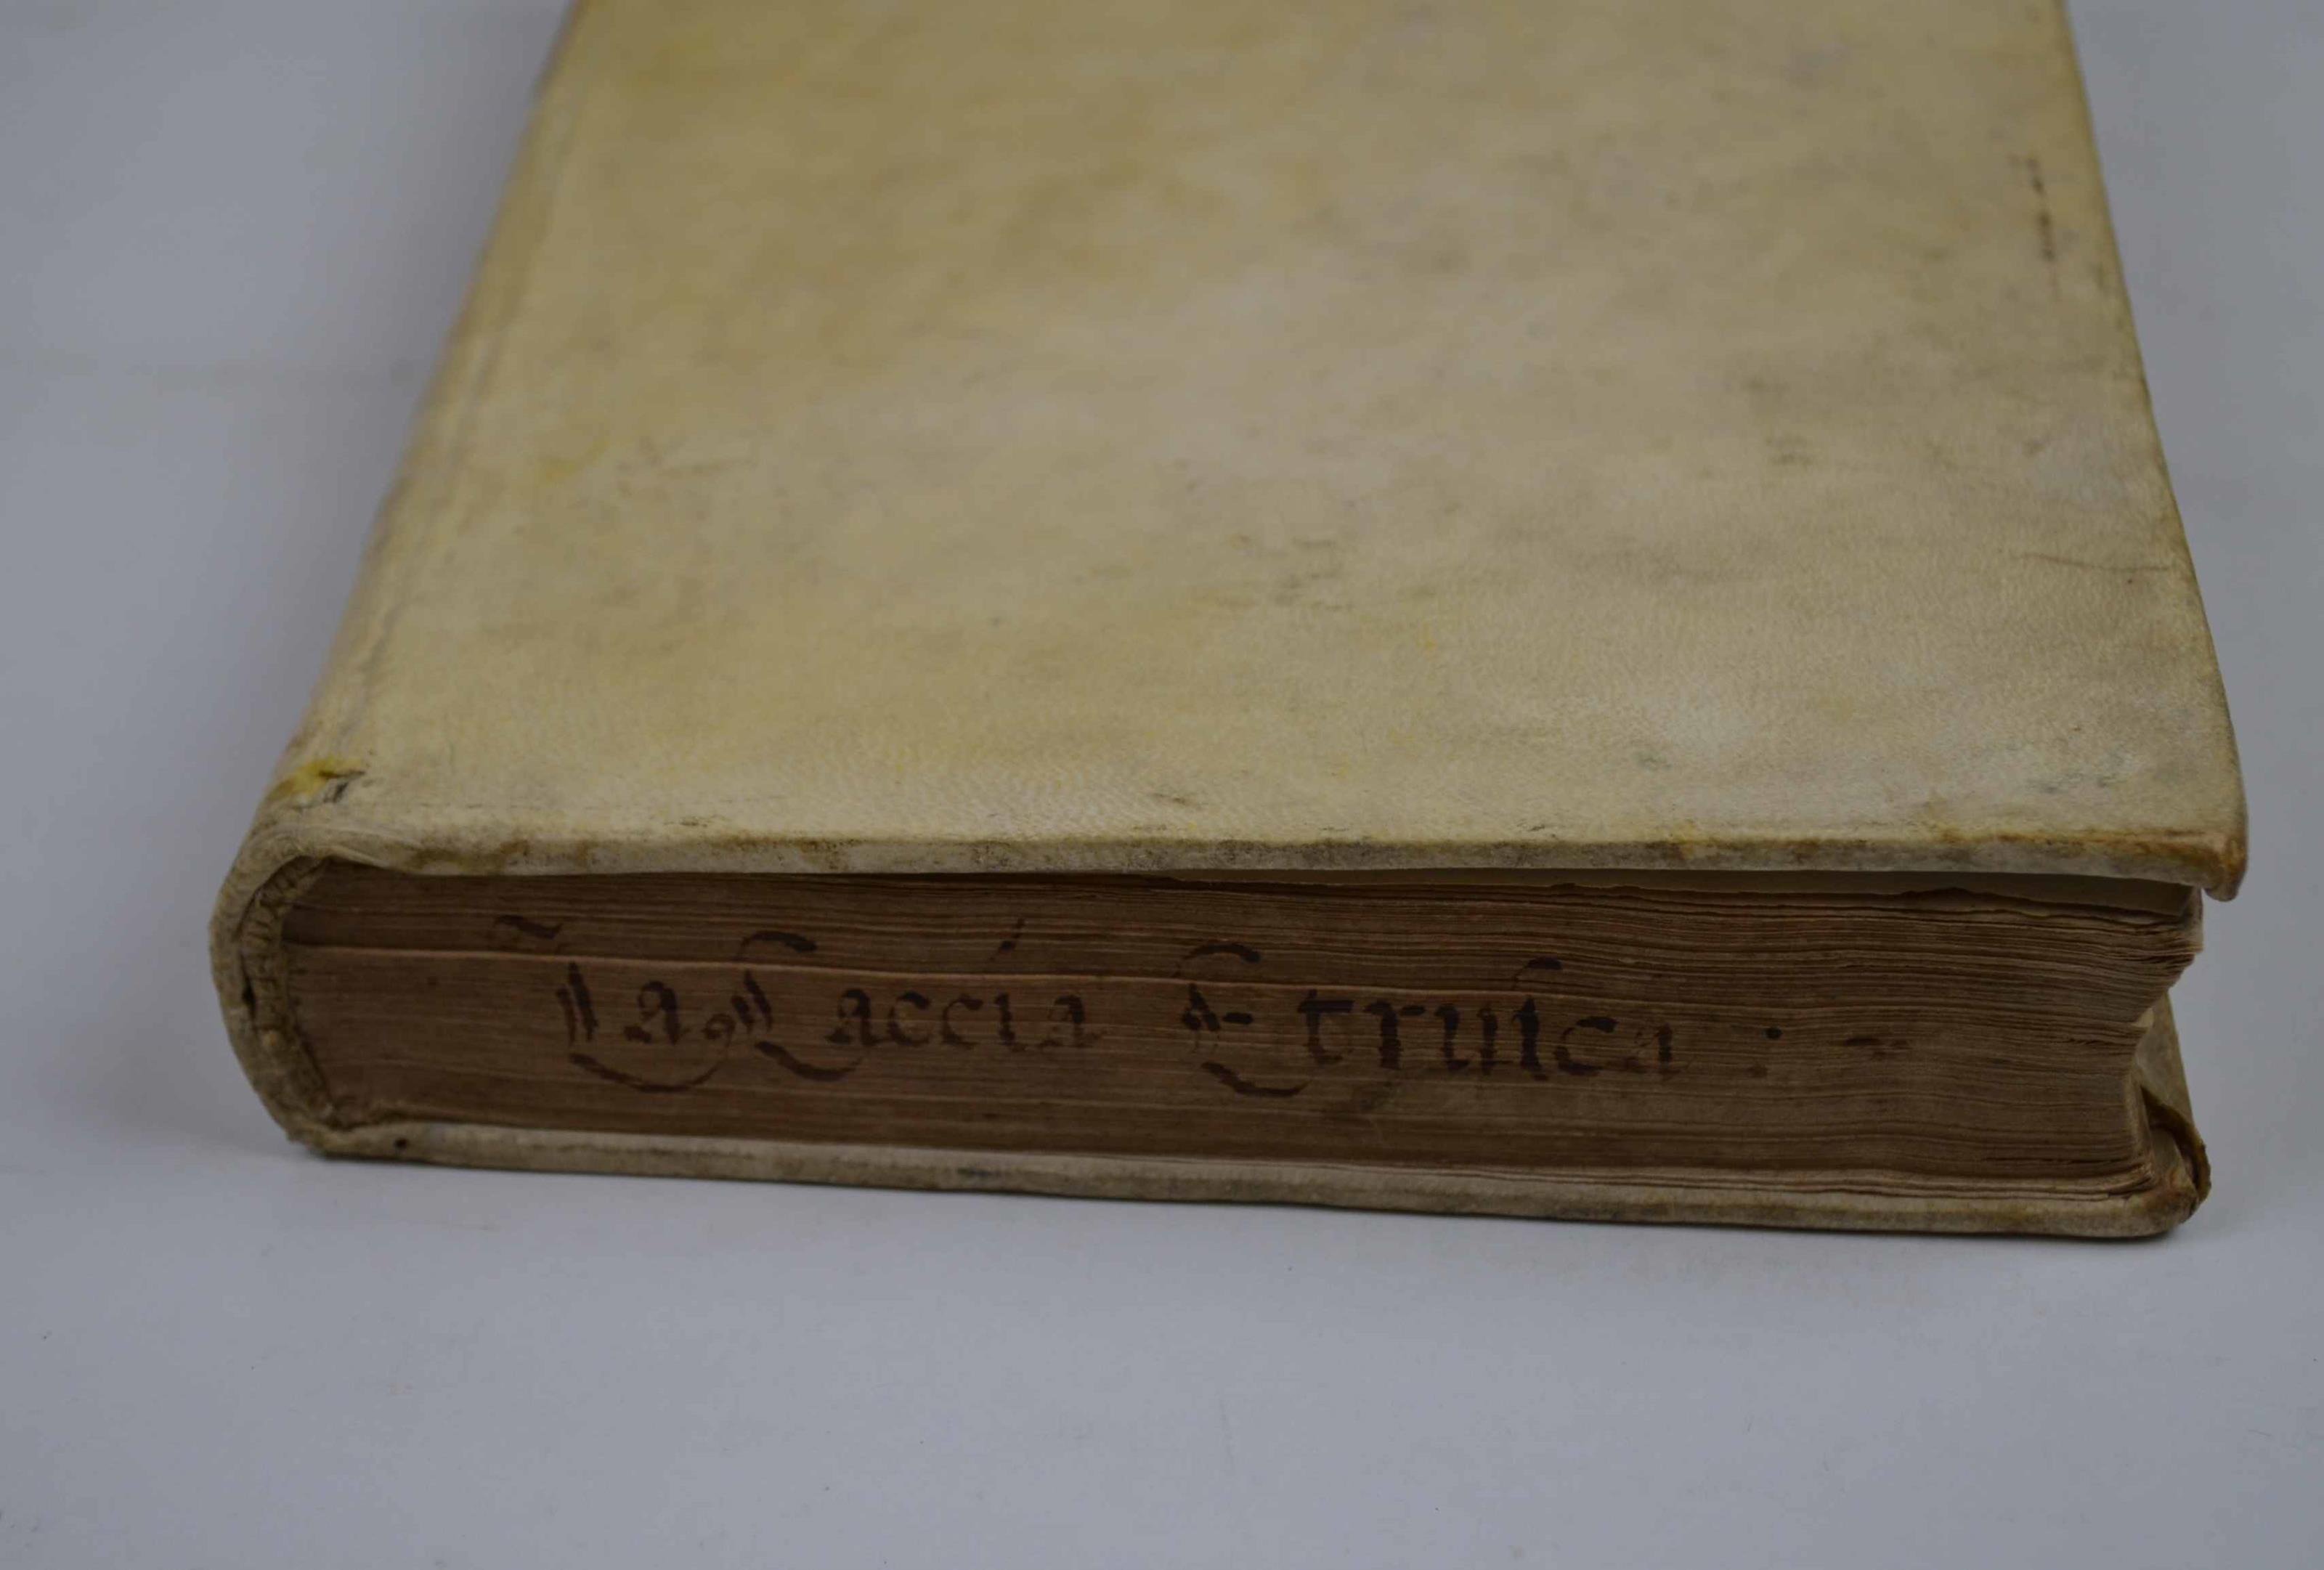 La Caccia Etruſca : -